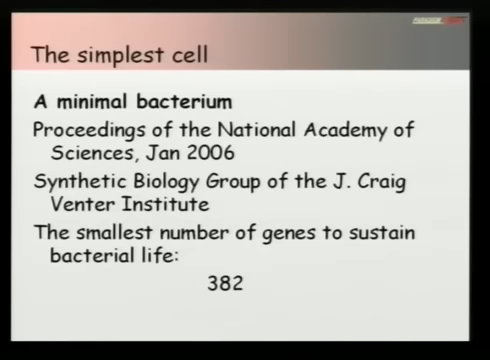 The simplest cell
A minimal bacterium
Proceedings of the National Academy of
Sciences, Jan 2006
Synthetic Biology Group of the J. Craig
Venter Institute
The smallest number of genes to sustain
bacterial life:
382